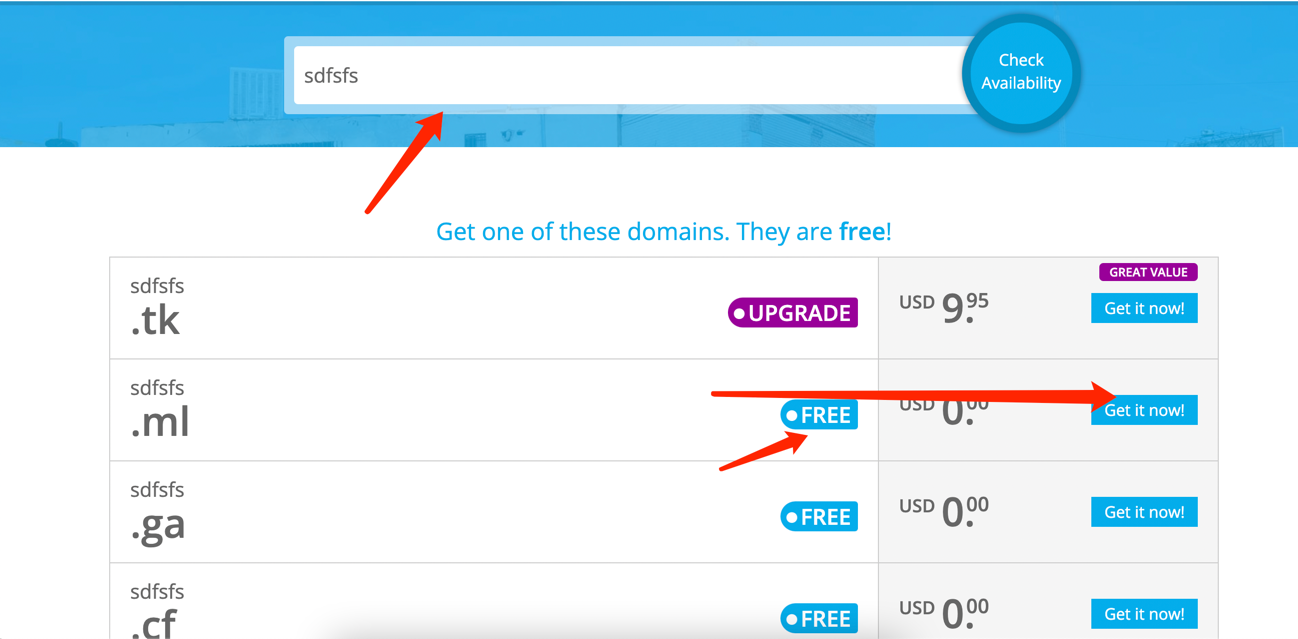 sdfsfs
Check
Availability
Get one of these domains. They are free!
sdfsfs
.tk
UPGRADE
USD 9.95
GREAT VALUE
Get it now!
sdfsfs
.ml
FREE
USD 0.00
Get it now!
sdfsfs
.ga
FREE
USD 0.00
Get it now!
sdfsfs
.cf
FREE
USD 0.00
Get it now!